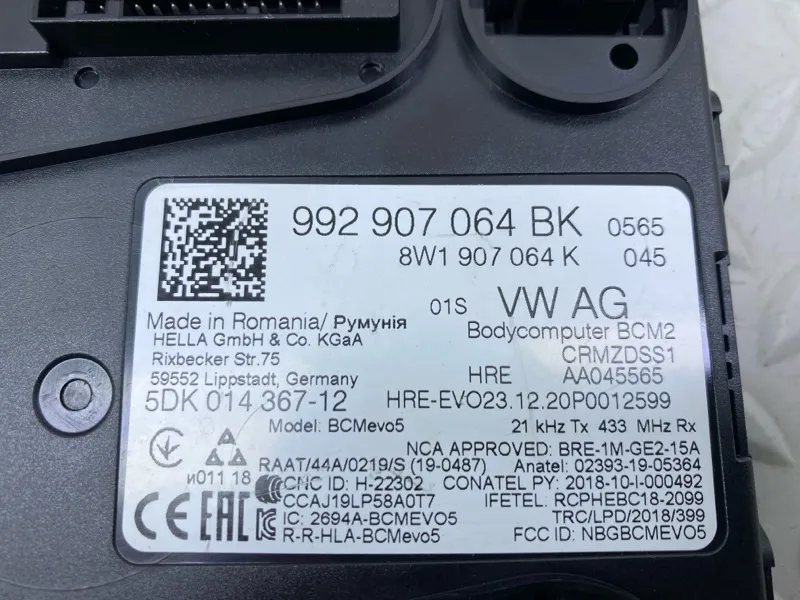 992 907 064 BK 0565
8W1 907 064 K 045
01S VW AG
Made in Romania/ Румунія
Bodycomputer BCM2
HELLA GmbH & Co. KGaA
CRMZDSS1
Rixbecker Str.75
HRE AA045565
59552 Lippstadt, Germany
5DK 014 367-12 HRE-EVO23.12.20P0012599
Model: BCMevo5 21 kHz Tx 433 MHz Rx
NCA APPROVED: BRE-1M-GE2-15A
RAAT/44A/0219/S (19-0487) Anatel: 02393-19-05364
и011 18 CNC ID: H-22302 CONATEL PY: 2018-10-I-000492
CCAJ19LP58A0T7 IFETEL: RCPHEBC18-2099
CE EAC IC: 2694A-BCMEVO5 TRC/LPD/2018/399
R-R-HLA-BCMevo5 FCC ID: NBGBCMEVO5